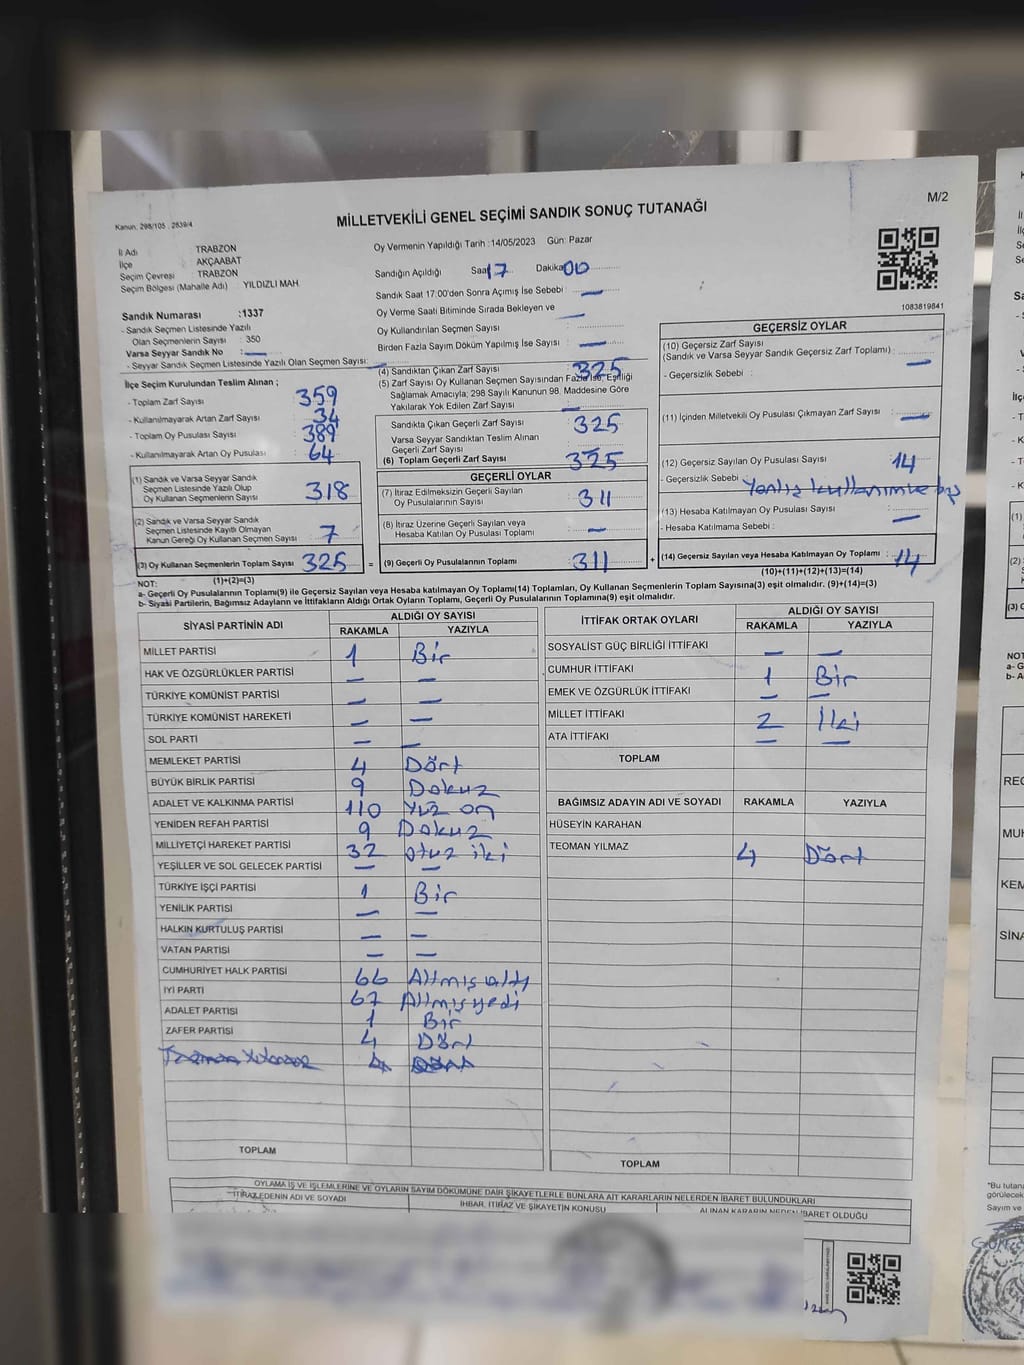 M/2
Kanun: 298/105 , 2839/4
MİLLETVEKİLİ GENEL SEÇİMİ SANDIK SONUÇ TUTANAĞI
İl Adı TRABZON
İlçe AKÇAABAT
Seçim Çevresi TRABZON
Seçim Bölgesi (Mahalle Adı) YILDIZLI MAH
Oy Vermenin Yapıldığı Tarih : 14/05/2023 Gün: Pazar
Sandığın Açıldığı Saat 17 Dakika 00
Sandık Saat 17:00'den Sonra Açımış İse Sebebi : —
Oy Verme Saati Bitiminde Sırada Bekleyen ve
Oy Kullandırılan Seçmen Sayısı —
Birden Fazla Sayım Döküm Yapılmış İse Sayısı : —
1083819841
Sandık Numarası :1337
- Sandık Seçmen Listesinde Yazılı
Olan Seçmenlerin Sayısı : 350
Varsa Seyyar Sandık No : —
- Seyyar Sandık Seçmen Listesinde Yazılı Olan Seçmen Sayısı: —
İlçe Seçim Kurulundan Teslim Alınan ;
- Toplam Zarf Sayısı 359
- Kullanılmayarak Artan Zarf Sayısı 34
- Toplam Oy Pusulası Sayısı 389
- Kullanılmayarak Artan Oy Pusulası 64
(1) Sandık ve Varsa Seyyar Sandık
Seçmen Listesinde Yazılı Olup
Oy Kullanan Seçmenlerin Sayısı 318
(2) Sandık ve Varsa Seyyar Sandık
Seçmen Listesinde Kayıtlı Olmayan
Kanun Gereği Oy Kullanan Seçmen Sayısı 7
(3) Oy Kullanan Seçmenlerin Toplam Sayısı 325
(1)+(2)=(3)
(4) Sandıktan Çıkan Zarf Sayısı 325
(5) Zarf Sayısı Oy Kullanan Seçmen Sayısından Fazla İse, Eşitliği
Sağlamak Amacıyla; 298 Sayılı Kanunun 98. Maddesine Göre
Yakılarak Yok Edilen Zarf Sayısı —
Sandıkta Çıkan Geçerli Zarf Sayısı 325
Varsa Seyyar Sandıktan Teslim Alınan
Geçerli Zarf Sayısı
(6) Toplam Geçerli Zarf Sayısı 325
GEÇERLİ OYLAR
(7) İtiraz Edilmeksizin Geçerli Sayılan
Oy Pusulalarının Sayısı 311
(8) İtiraz Üzerine Geçerli Sayılan veya
Hesaba Katılan Oy Pusulası Toplamı —
= (9) Geçerli Oy Pusulalarının Toplamı 311 +
GEÇERSİZ OYLAR
(10) Geçersiz Zarf Sayısı
(Sandık ve Varsa Seyyar Sandık Geçersiz Zarf Toplamı) : —
- Geçersizlik Sebebi :
(11) İçinden Milletvekili Oy Pusulası Çıkmayan Zarf Sayısı : —
(12) Geçersiz Sayılan Oy Pusulası Sayısı 14
- Geçersizlik Sebebi Yanlış kullanım ve boş
(13) Hesaba Katılmayan Oy Pusulası Sayısı
- Hesaba Katılmama Sebebi : —
(14) Geçersiz Sayılan veya Hesaba Katılmayan Oy Toplamı : 14
(10)+(11)+(12)+(13)=(14)
NOT:
a- Geçerli Oy Pusulalarının Toplamı(9) ile Geçersiz Sayılan veya Hesaba Katılmayan Oy Toplamı(14) Toplamları, Oy Kullanan Seçmenlerin Toplam Sayısına(3) eşit olmalıdır. (9)+(14)=(3)
b- Siyasi Partilerin, Bağımsız Adayların ve İttifakların Aldığı Ortak Oyların Toplamı, Geçerli Oy Pusulalarının Toplamına(9) eşit olmalıdır.
SİYASİ PARTİNİN ADI ALDIĞI OY SAYISI
RAKAMLA YAZIYLA
MİLLET PARTİSİ 1 Bir
HAK VE ÖZGÜRLÜKLER PARTİSİ — —
TÜRKİYE KOMÜNİST PARTİSİ — —
TÜRKİYE KOMÜNİST HAREKETİ — —
SOL PARTİ — —
MEMLEKET PARTİSİ 4 Dört
BÜYÜK BİRLİK PARTİSİ 9 Dokuz
ADALET VE KALKINMA PARTİSİ 110 Yüz on
YENİDEN REFAH PARTİSİ 9 Dokuz
MİLLİYETÇİ HAREKET PARTİSİ 32 otuz iki
YEŞİLLER VE SOL GELECEK PARTİSİ — —
TÜRKİYE İŞÇİ PARTİSİ 1 Bir
YENİLİK PARTİSİ — —
HALKIN KURTULUŞ PARTİSİ — —
VATAN PARTİSİ — —
CUMHURİYET HALK PARTİSİ 66 Altmış altı
İYİ PARTİ 67 Altmış yedi
ADALET PARTİSİ 1 Bir
ZAFER PARTİSİ 4 Dört
Teoman Yılmaz 4 Dört
TOPLAM
İTTİFAK ORTAK OYLARI ALDIĞI OY SAYISI
RAKAMLA YAZIYLA
SOSYALİST GÜÇ BİRLİĞİ İTTİFAKI — —
CUMHUR İTTİFAKI 1 Bir
EMEK VE ÖZGÜRLÜK İTTİFAKI — —
MİLLET İTTİFAKI 2 İki
ATA İTTİFAKI — —
TOPLAM
BAĞIMSIZ ADAYIN ADI VE SOYADI RAKAMLA YAZIYLA
HÜSEYİN KARAHAN
TEOMAN YILMAZ 4 Dört
TOPLAM
OYLAMA İŞ VE İŞLEMLERİNE VE OYLARIN SAYIM DÖKÜMÜNE DAİR ŞİKAYETLERLE BUNLARA AİT KARARLARIN NELERDEN İBARET BULUNDUKLARI
İTİRAZ EDENİN ADI VE SOYADI İHBAR, İTİRAZ VE ŞİKAYETİN KONUSU ALINAN KARARIN NEDEN İBARET OLDUĞU
NOT
a- G
b- A
REC
MUH
KEM
SİNA
*Bu tutana
görülecek
Sayım ve